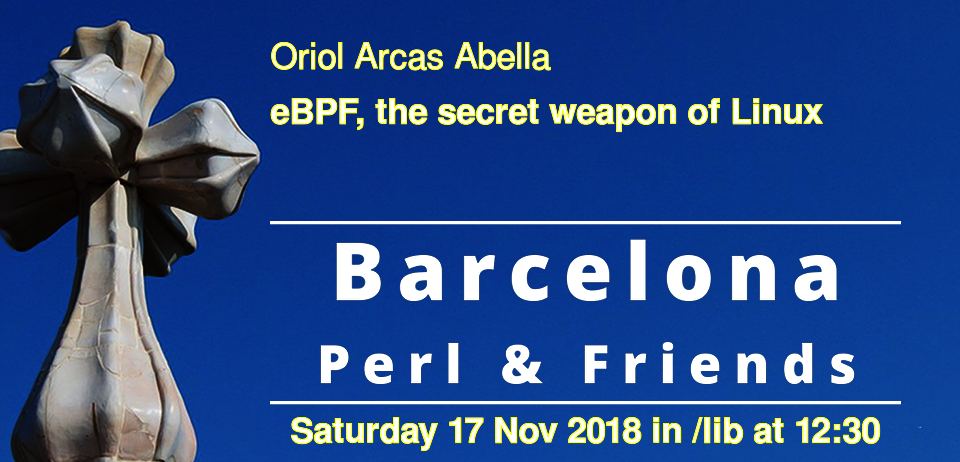 Oriol Arcas Abella
eBPF, the secret weapon of Linux
Barcelona
Perl & Friends
Saturday 17 Nov 2018 in /lib at 12:30